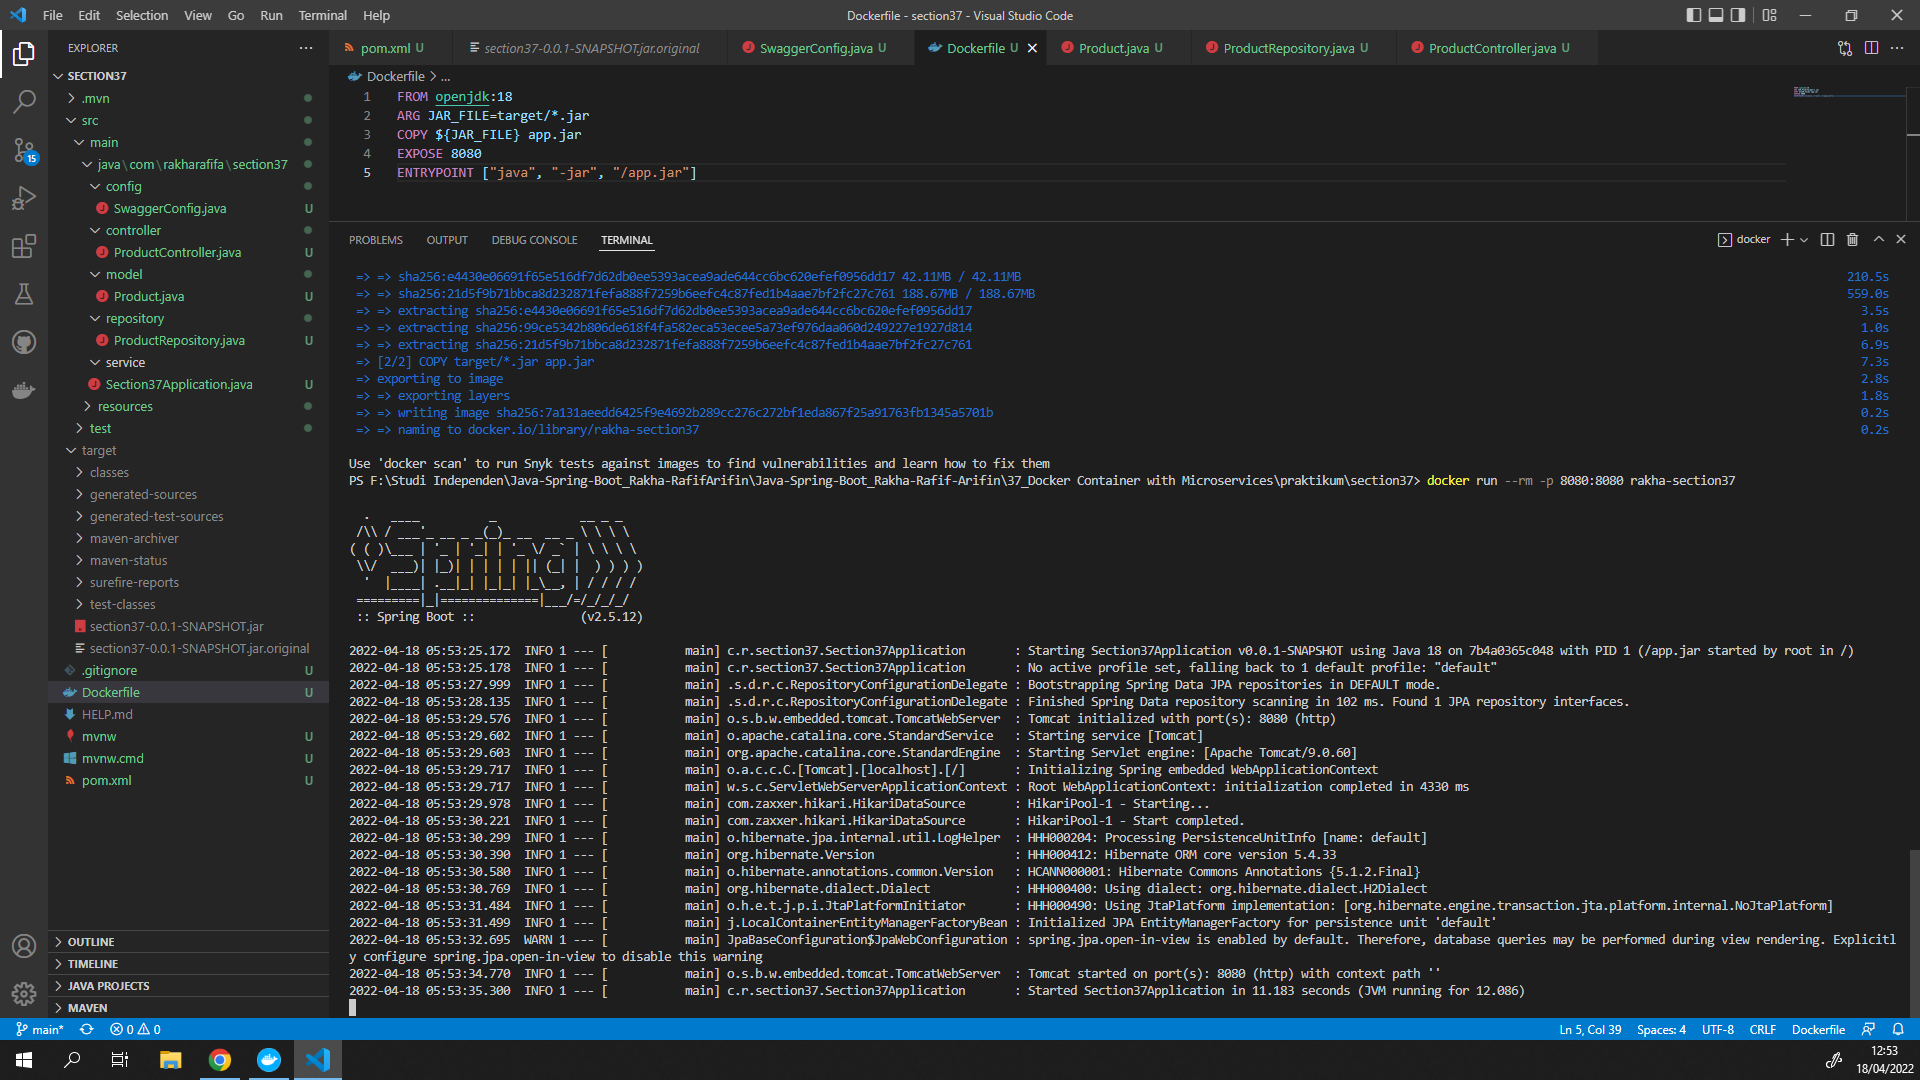 File Edit Selection View Go Run Terminal Help
Dockerfile - section37 - Visual Studio Code
EXPLORER
SECTION37
.mvn
src
main
java\com\rakharafifa\section37
config
SwaggerConfig.java U
controller
ProductController.java U
model
Product.java U
repository
ProductRepository.java U
service
Section37Application.java U
resources
test
target
classes
generated-sources
generated-test-sources
maven-archiver
maven-status
surefire-reports
test-classes
section37-0.0.1-SNAPSHOT.jar
section37-0.0.1-SNAPSHOT.jar.original
.gitignore U
Dockerfile U
HELP.md
mvnw U
mvnw.cmd U
pom.xml U
OUTLINE
TIMELINE
JAVA PROJECTS
MAVEN
15
pom.xml U section37-0.0.1-SNAPSHOT.jar.original SwaggerConfig.java U Dockerfile U Product.java U ProductRepository.java U ProductController.java U
Dockerfile > ...
1 FROM openjdk:18
2 ARG JAR_FILE=target/*.jar
3 COPY ${JAR_FILE} app.jar
4 EXPOSE 8080
5 ENTRYPOINT ["java", "-jar", "/app.jar"]
PROBLEMS OUTPUT DEBUG CONSOLE TERMINAL docker
=> => sha256:e4430e06691f65e516df7d62db0ee5393acea9ade644cc6bc620efef0956dd17 42.11MB / 42.11MB 210.5s
=> => sha256:21d5f9b71bbca8d232871fefa888f7259b6eefc4c87fed1b4aae7bf2fc27c761 188.67MB / 188.67MB 559.0s
=> => extracting sha256:e4430e06691f65e516df7d62db0ee5393acea9ade644cc6bc620efef0956dd17 3.5s
=> => extracting sha256:99ce5342b806de618f4fa582eca53ecee5a73ef976daa060d249227e1927d814 1.0s
=> => extracting sha256:21d5f9b71bbca8d232871fefa888f7259b6eefc4c87fed1b4aae7bf2fc27c761 6.9s
=> [2/2] COPY target/*.jar app.jar 7.3s
=> exporting to image 2.8s
=> => exporting layers 1.8s
=> => writing image sha256:7a131aeedd6425f9e4692b289cc276c272bf1eda867f25a91763fb1345a5701b 0.2s
=> => naming to docker.io/library/rakha-section37 0.2s
Use 'docker scan' to run Snyk tests against images to find vulnerabilities and learn how to fix them
PS F:\Studi Independen\Java-Spring-Boot_Rakha-RafifArifin\Java-Spring-Boot_Rakha-Rafif-Arifin\37_Docker Container with Microservices\praktikum\section37> docker run --rm -p 8080:8080 rakha-section37
:: Spring Boot :: (v2.5.12)
2022-04-18 05:53:25.172 INFO 1 --- [ main] c.r.section37.Section37Application : Starting Section37Application v0.0.1-SNAPSHOT using Java 18 on 7b4a0365c048 with PID 1 (/app.jar started by root in /)
2022-04-18 05:53:25.178 INFO 1 --- [ main] c.r.section37.Section37Application : No active profile set, falling back to 1 default profile: "default"
2022-04-18 05:53:27.999 INFO 1 --- [ main] .s.d.r.c.RepositoryConfigurationDelegate : Bootstrapping Spring Data JPA repositories in DEFAULT mode.
2022-04-18 05:53:28.135 INFO 1 --- [ main] .s.d.r.c.RepositoryConfigurationDelegate : Finished Spring Data repository scanning in 102 ms. Found 1 JPA repository interfaces.
2022-04-18 05:53:29.576 INFO 1 --- [ main] o.s.b.w.embedded.tomcat.TomcatWebServer : Tomcat initialized with port(s): 8080 (http)
2022-04-18 05:53:29.602 INFO 1 --- [ main] o.apache.catalina.core.StandardService : Starting service [Tomcat]
2022-04-18 05:53:29.603 INFO 1 --- [ main] org.apache.catalina.core.StandardEngine : Starting Servlet engine: [Apache Tomcat/9.0.60]
2022-04-18 05:53:29.717 INFO 1 --- [ main] o.a.c.c.C.[Tomcat].[localhost].[/] : Initializing Spring embedded WebApplicationContext
2022-04-18 05:53:29.717 INFO 1 --- [ main] w.s.c.ServletWebServerApplicationContext : Root WebApplicationContext: initialization completed in 4330 ms
2022-04-18 05:53:29.978 INFO 1 --- [ main] com.zaxxer.hikari.HikariDataSource : HikariPool-1 - Starting...
2022-04-18 05:53:30.221 INFO 1 --- [ main] com.zaxxer.hikari.HikariDataSource : HikariPool-1 - Start completed.
2022-04-18 05:53:30.299 INFO 1 --- [ main] o.hibernate.jpa.internal.util.LogHelper : HHH000204: Processing PersistenceUnitInfo [name: default]
2022-04-18 05:53:30.390 INFO 1 --- [ main] org.hibernate.Version : HHH000412: Hibernate ORM core version 5.4.33
2022-04-18 05:53:30.580 INFO 1 --- [ main] o.hibernate.annotations.common.Version : HCANN000001: Hibernate Commons Annotations {5.1.2.Final}
2022-04-18 05:53:30.769 INFO 1 --- [ main] org.hibernate.dialect.Dialect : HHH000400: Using dialect: org.hibernate.dialect.H2Dialect
2022-04-18 05:53:31.484 INFO 1 --- [ main] o.h.e.t.j.p.i.JtaPlatformInitiator : HHH000490: Using JtaPlatform implementation: [org.hibernate.engine.transaction.jta.platform.internal.NoJtaPlatform]
2022-04-18 05:53:31.499 INFO 1 --- [ main] j.LocalContainerEntityManagerFactoryBean : Initialized JPA EntityManagerFactory for persistence unit 'default'
2022-04-18 05:53:32.695 WARN 1 --- [ main] JpaBaseConfiguration$JpaWebConfiguration : spring.jpa.open-in-view is enabled by default. Therefore, database queries may be performed during view rendering. Explicitl
y configure spring.jpa.open-in-view to disable this warning
2022-04-18 05:53:34.770 INFO 1 --- [ main] o.s.b.w.embedded.tomcat.TomcatWebServer : Tomcat started on port(s): 8080 (http) with context path ''
2022-04-18 05:53:35.300 INFO 1 --- [ main] c.r.section37.Section37Application : Started Section37Application in 11.183 seconds (JVM running for 12.086)
main* 0 0 Ln 5, Col 39 Spaces: 4 UTF-8 CRLF Dockerfile
12:53
18/04/2022